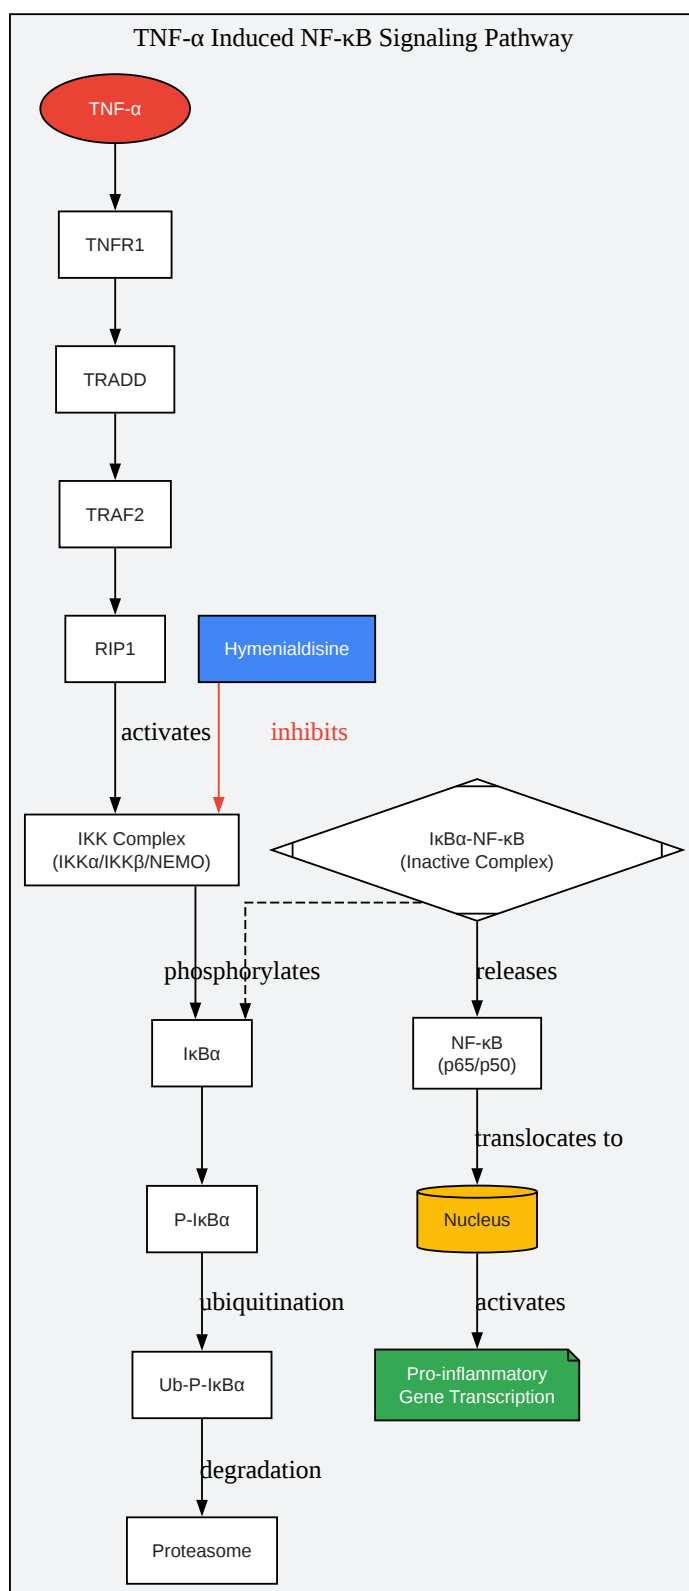 TNF-α Induced NF-κB Signaling Pathway
TNF-α
TNFR1
TRADD
TRAF2
RIP1
Hymenialdisine
activates
inhibits
IKK Complex
(IKKα/IKKβ/NEMO)
IκBα-NF-κB
(Inactive Complex)
phosphorylates
releases
IκBα
NF-κB
(p65/p50)
translocates to
P-IκBα
Nucleus
ubiquitination
activates
Ub-P-IκBα
Pro-inflammatory
Gene Transcription
degradation
Proteasome